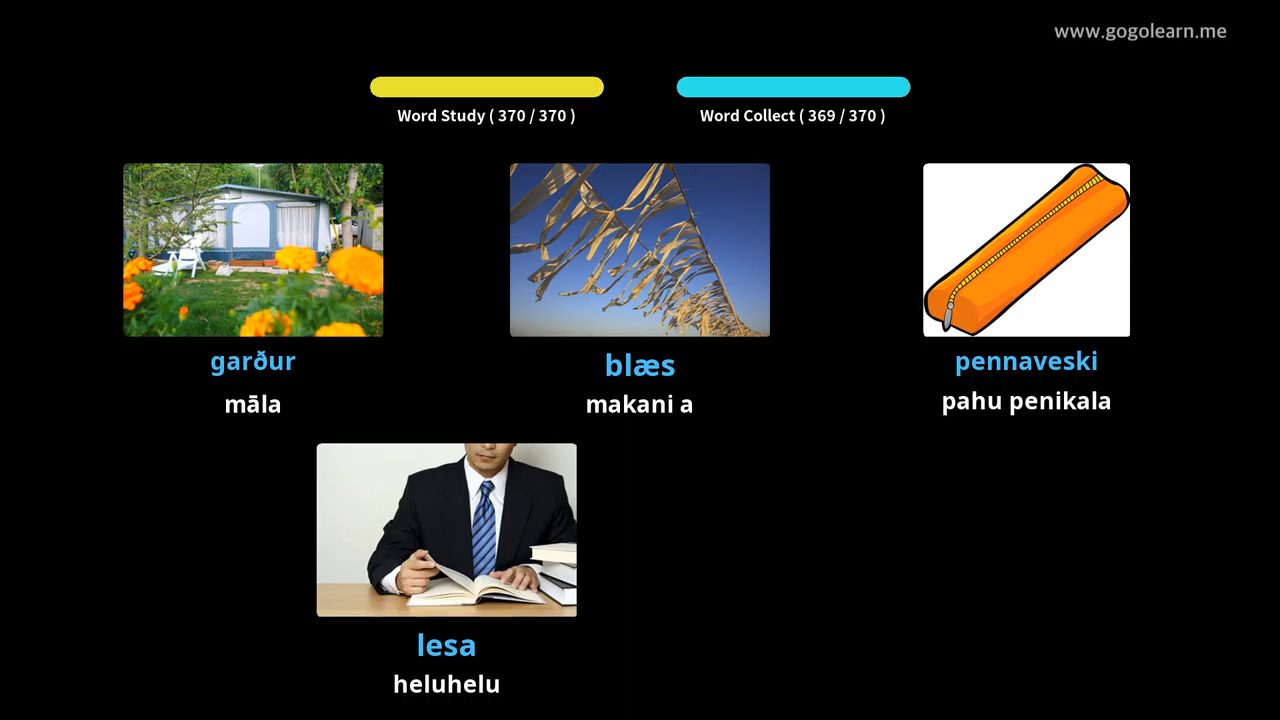 www.gogolearn.me
Word Study ( 370 / 370 )
Word Collect ( 369 / 370 )
garður
māla
blæs
makani a
pennaveski
pahu penikala
lesa
heluhelu